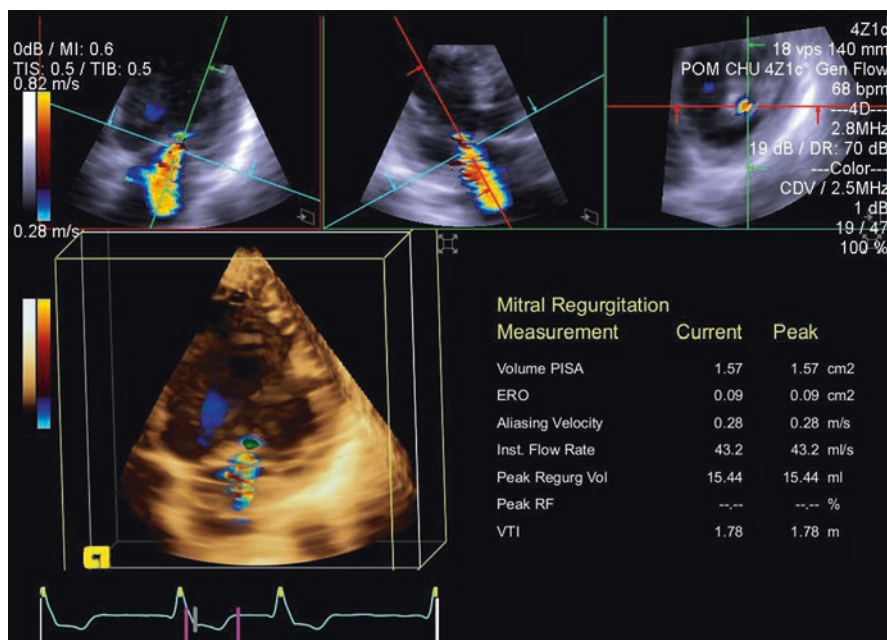 0dB / MI: 0.6
TIS: 0.5 / TIB: 0.5
0.82 m/s
0.28 m/s
4Z1c
18 vps 140 mm
POM CHU 4Z1c* Gen Flow
68 bpm
---4D---
2.8MHz
19 dB / DR: 70 dB
---Color---
CDV / 2.5MHz
1 dB
19 / 47
100 %
Mitral Regurgitation
Measurement Current Peak
Volume PISA 1.57 1.57 cm2
ERO 0.09 0.09 cm2
Aliasing Velocity 0.28 0.28 m/s
Inst. Flow Rate 43.2 43.2 ml/s
Peak Regurg Vol 15.44 15.44 ml
Peak RF --.-- --.-- %
VTI 1.78 1.78 m